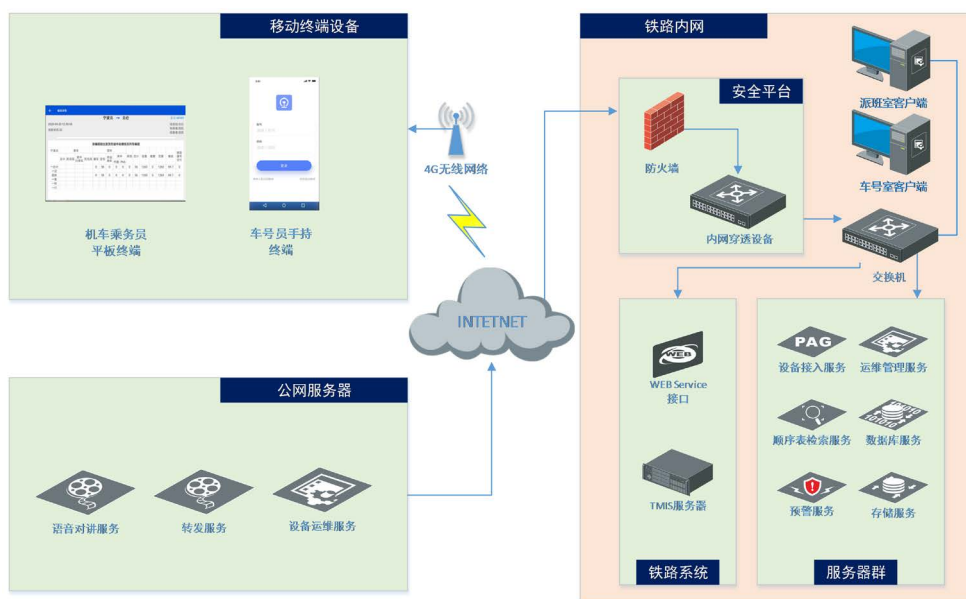 移动终端设备
机车乘务员
平板终端
车号员手持
终端
4G无线网络
INTETNET
公网服务器
语音对讲服务
转发服务
设备运维服务
铁路内网
安全平台
防火墙
内网穿透设备
派班室客户端
车号室客户端
交换机
WEB
WEB Service
接口
TMIS服务器
铁路系统
PAG
设备接入服务
运维管理服务
顺序表检索服务
数据库服务
预警服务
存储服务
服务器群